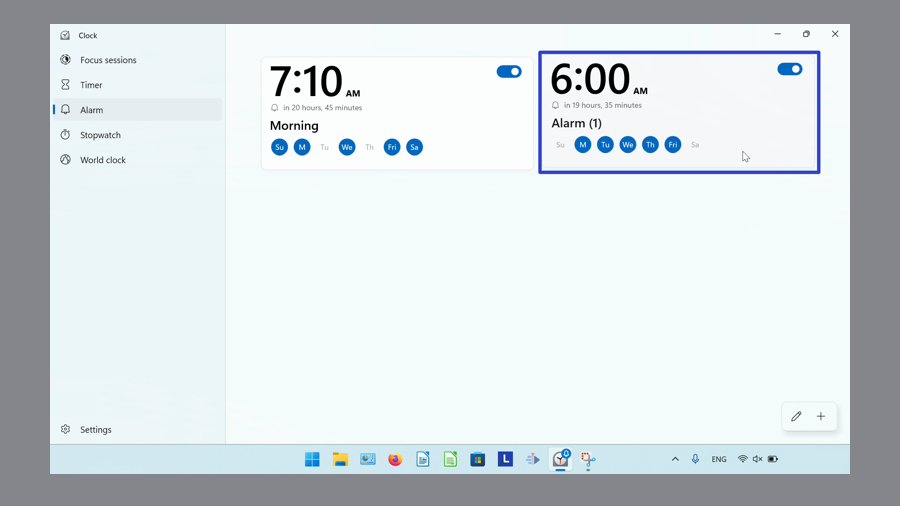 Clock
Focus sessions
Timer
Alarm
Stopwatch
World clock
Settings
7:10 AM
in 20 hours, 45 minutes
Morning
Su M Tu We Th Fri Sa
6:00 AM
in 19 hours, 35 minutes
Alarm (1)
Su M Tu We Th Fri Sa
L
ENG